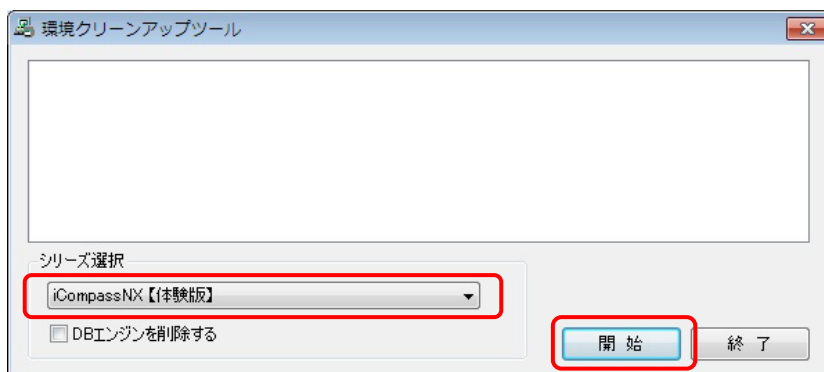 環境クリーンアップツール
シリーズ選択
iCompassNX【体験版】
DBエンジンを削除する
開 始
終 了